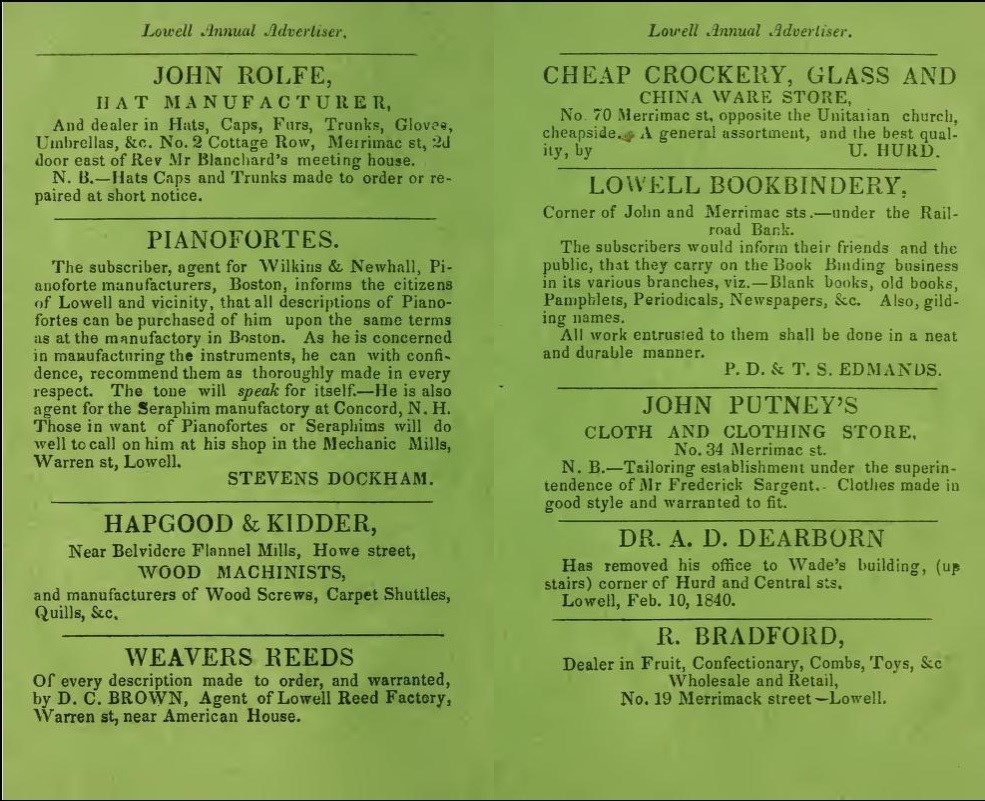 Lowell Annual Advertiser.
JOHN ROLFE,
HAT MANUFACTURER,
And dealer in Hats, Caps, Furs, Trunks, Gloves,
Umbrellas, &c. No. 2 Cottage Row, Merrimac st, 2d
door east of Rev Mr Blanchard's meeting house.
N. B.—Hats Caps and Trunks made to order or re-
paired at short notice.
PIANOFORTES.
The subscriber, agent for Wilkins & Newhall, Pi-
anoforte manufacturers, Boston, informs the citizens
of Lowell and vicinity, that all descriptions of Piano-
fortes can be purchased of him upon the same terms
as at the manufactory in Boston. As he is concerned
in manufacturing the instruments, he can with confi-
dence, recommend them as thoroughly made in every
respect. The tone will speak for itself.—He is also
agent for the Seraphim manufactory at Concord, N. H.
Those in want of Pianofortes or Seraphims will do
well to call on him at his shop in the Mechanic Mills,
Warren st, Lowell.
STEVENS DOCKHAM.
HAPGOOD & KIDDER,
Near Belvidere Flannel Mills, Howe street,
WOOD MACHINISTS,
and manufacturers of Wood Screws, Carpet Shuttles,
Quills, &c.
WEAVERS REEDS
Of every description made to order, and warranted,
by D. C. BROWN, Agent of Lowell Reed Factory,
Warren st, near American House.
Lowell Annual Advertiser.
CHEAP CROCKERY, GLASS AND
CHINA WARE STORE,
No. 70 Merrimac st, opposite the Unitarian church,
cheapside. A general assortment, and the best qual-
ity, by U. HURD.
LOWELL BOOKBINDERY,
Corner of John and Merrimac sts.—under the Rail-
road Bank.
The subscribers would inform their friends and the
public, that they carry on the Book Binding business
in its various branches, viz.—Blank books, old books,
Pamphlets, Periodicals, Newspapers, &c. Also, gild-
ing names.
All work entrusted to them shall be done in a neat
and durable manner.
P. D. & T. S. EDMANDS.
JOHN PUTNEY'S
CLOTH AND CLOTHING STORE,
No. 34 Merrimac st.
N. B.—Tailoring establishment under the superin-
tendence of Mr Frederick Sargent. Clothes made in
good style and warranted to fit.
DR. A. D. DEARBORN
Has removed his office to Wade's building, (up
stairs) corner of Hurd and Central sts.
Lowell, Feb. 10, 1840.
R. BRADFORD,
Dealer in Fruit, Confectionary, Combs, Toys, &c
Wholesale and Retail,
No. 19 Merrimack street—Lowell.